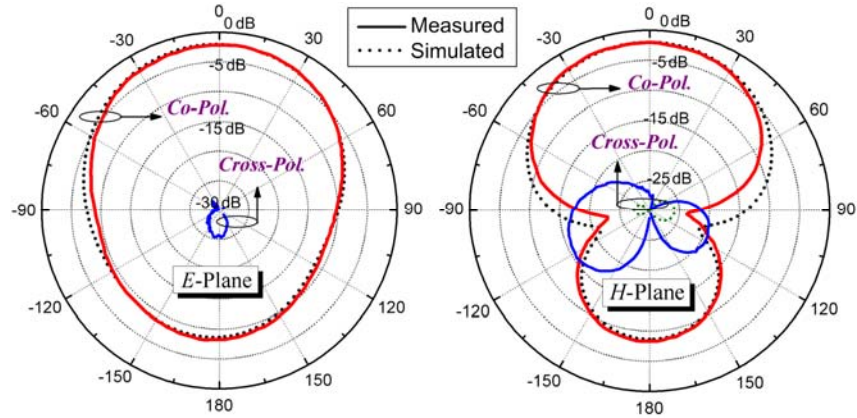 0
0 dB
-30
30
-5 dB
-60
60
Co-Pol.
-15 dB
Cross-Pol.
-30 dB
-90
90
E-Plane
-120
120
-150
150
180
Measured
Simulated
0
0 dB
-30
30
-5 dB
-60
60
Co-Pol.
-15 dB
Cross-Pol.
-25 dB
-90
90
H-Plane
-120
120
-150
150
180